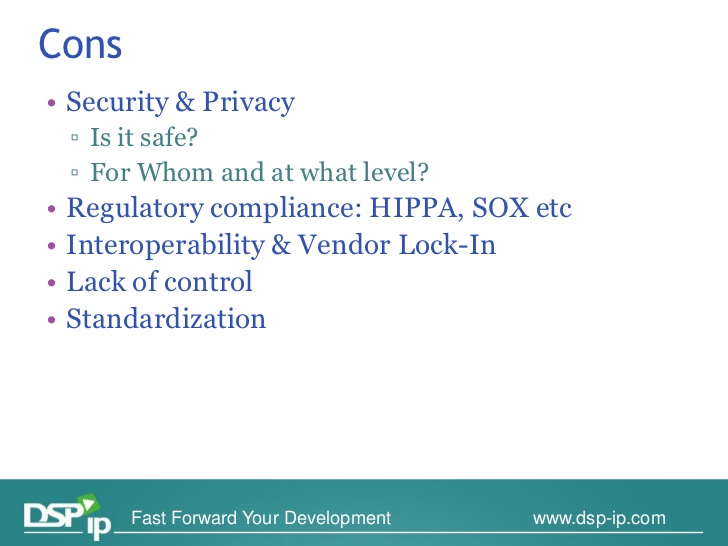 Cons
• Security & Privacy
▫ Is it safe?
▫ For Whom and at what level?
• Regulatory compliance: HIPPA, SOX etc
• Interoperability & Vendor Lock-In
• Lack of control
• Standardization
DSP ip
Fast Forward Your Development
www.dsp-ip.com